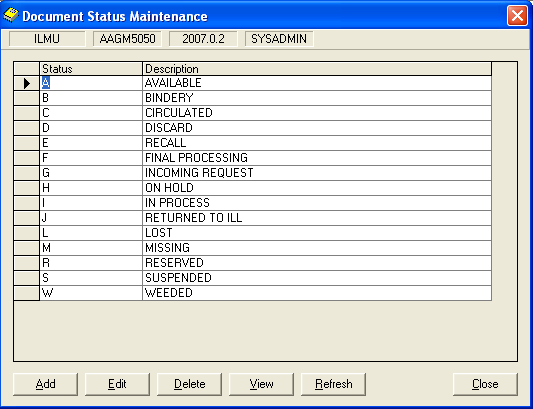 Document Status Maintenance
ILMU AAGM5050 2007.0.2 SYSADMIN
Status Description
A AVAILABLE
B BINDERY
C CIRCULATED
D DISCARD
E RECALL
F FINAL PROCESSING
G INCOMING REQUEST
H ON HOLD
I IN PROCESS
J RETURNED TO ILL
L LOST
M MISSING
R RESERVED
S SUSPENDED
W WEEDED
Add Edit Delete View Refresh Close